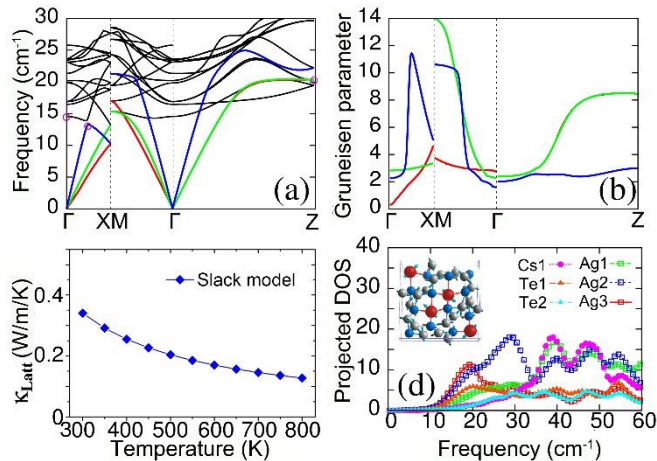 30
25
20
15
10
5
0
Frequency (cm⁻¹)
(a)
Γ XM Γ Z
14
12
10
8
6
4
2
0
Gruneisen parameter
(b)
Γ XM Γ Z
0.4
0.2
0
κLatt (W/m/K)
Slack model
300 400 500 600 700 800
Temperature (K)
40
30
20
10
0
Projected DOS
Cs1 Ag1
Te1 Ag2
Te2 Ag3
(d)
0 10 20 30 40 50 60
Frequency (cm⁻¹)